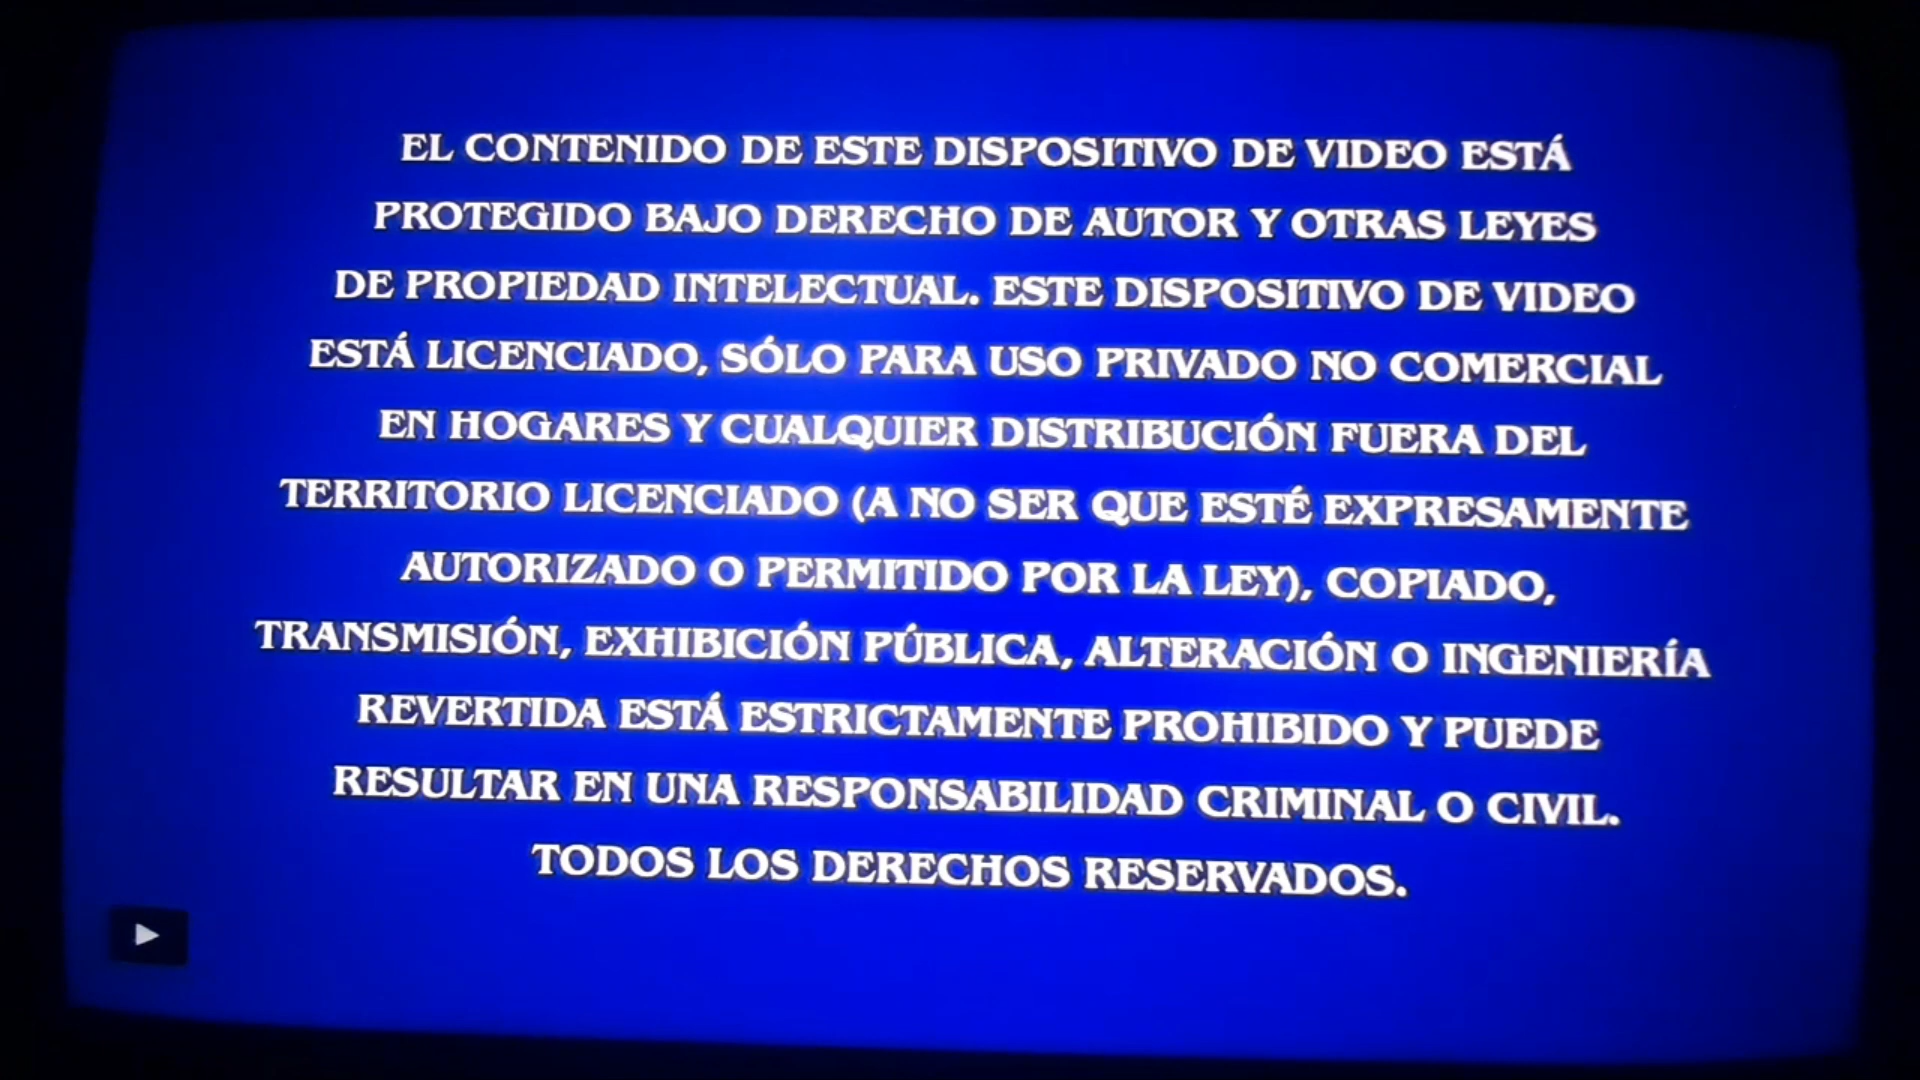 EL CONTENIDO DE ESTE DISPOSITIVO DE VIDEO ESTÁ
PROTEGIDO BAJO DERECHO DE AUTOR Y OTRAS LEYES
DE PROPIEDAD INTELECTUAL. ESTE DISPOSITIVO DE VIDEO
ESTÁ LICENCIADO, SÓLO PARA USO PRIVADO NO COMERCIAL
EN HOGARES Y CUALQUIER DISTRIBUCIÓN FUERA DEL
TERRITORIO LICENCIADO (A NO SER QUE ESTÉ EXPRESAMENTE
AUTORIZADO O PERMITIDO POR LA LEY), COPIADO,
TRANSMISIÓN, EXHIBICIÓN PÚBLICA, ALTERACIÓN O INGENIERÍA
REVERTIDA ESTÁ ESTRICTAMENTE PROHIBIDO Y PUEDE
RESULTAR EN UNA RESPONSABILIDAD CRIMINAL O CIVIL.
TODOS LOS DERECHOS RESERVADOS.